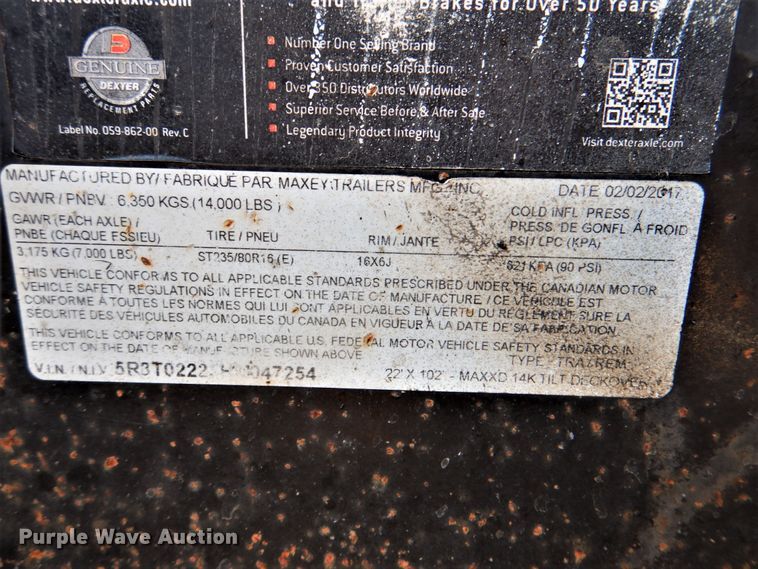 www.dexteraxle.com
and Trailer Brakes for Over 50 Years
D
GENUINE
DEXTER
REPLACEMENT PARTS
Label No. 059-862-00 Rev. C
Number One Selling Brand
Proven Customer Satisfaction
Over 350 Distributors Worldwide
Superior Service Before & After Sale
Legendary Product Integrity
Visit dexteraxle.com
MANUFACTURED BY/ FABRIQUÉ PAR: MAXEY TRAILERS MFG. INC.
DATE 02/02/2017
GVWR / PNBV 6,350 KGS (14,000 LBS)
GAWR (EACH AXLE) /
PNBE (CHAQUE ESSIEU) TIRE / PNEU RIM / JANTE
COLD INFL. PRESS. /
PRESS. DE GONFL. À FROID
PSI / LPC (KPA)
3,175 KG (7,000 LBS) ST235/80R16 (E) 16X6J 621 KPA (90 PSI)
THIS VEHICLE CONFORMS TO ALL APPLICABLE STANDARDS PRESCRIBED UNDER THE CANADIAN MOTOR
VEHICLE SAFETY REGULATIONS IN EFFECT ON THE DATE OF MANUFACTURE / CE VÉHICULE EST
CONFORME À TOUTES LES NORMES QUI LUI SONT APPLICABLES EN VERTU DU RÈGLEMENT SUR LA
SÉCURITÉ DES VÉHICULES AUTOMOBILES DU CANADA EN VIGUEUR À LA DATE DE SA FABRICATION.
THIS VEHICLE CONFORMS TO ALL APPLICABLE U.S. FEDERAL MOTOR VEHICLE SAFETY STANDARDS IN
EFFECT ON THE DATE OF MANUFACTURE SHOWN ABOVE TYPE: TRA/REM
V.I.N. / N.I.V. 5R3T0222 047254 22' X 102" - MAXXD 14K TILT DECKOVER
Purple Wave Auction